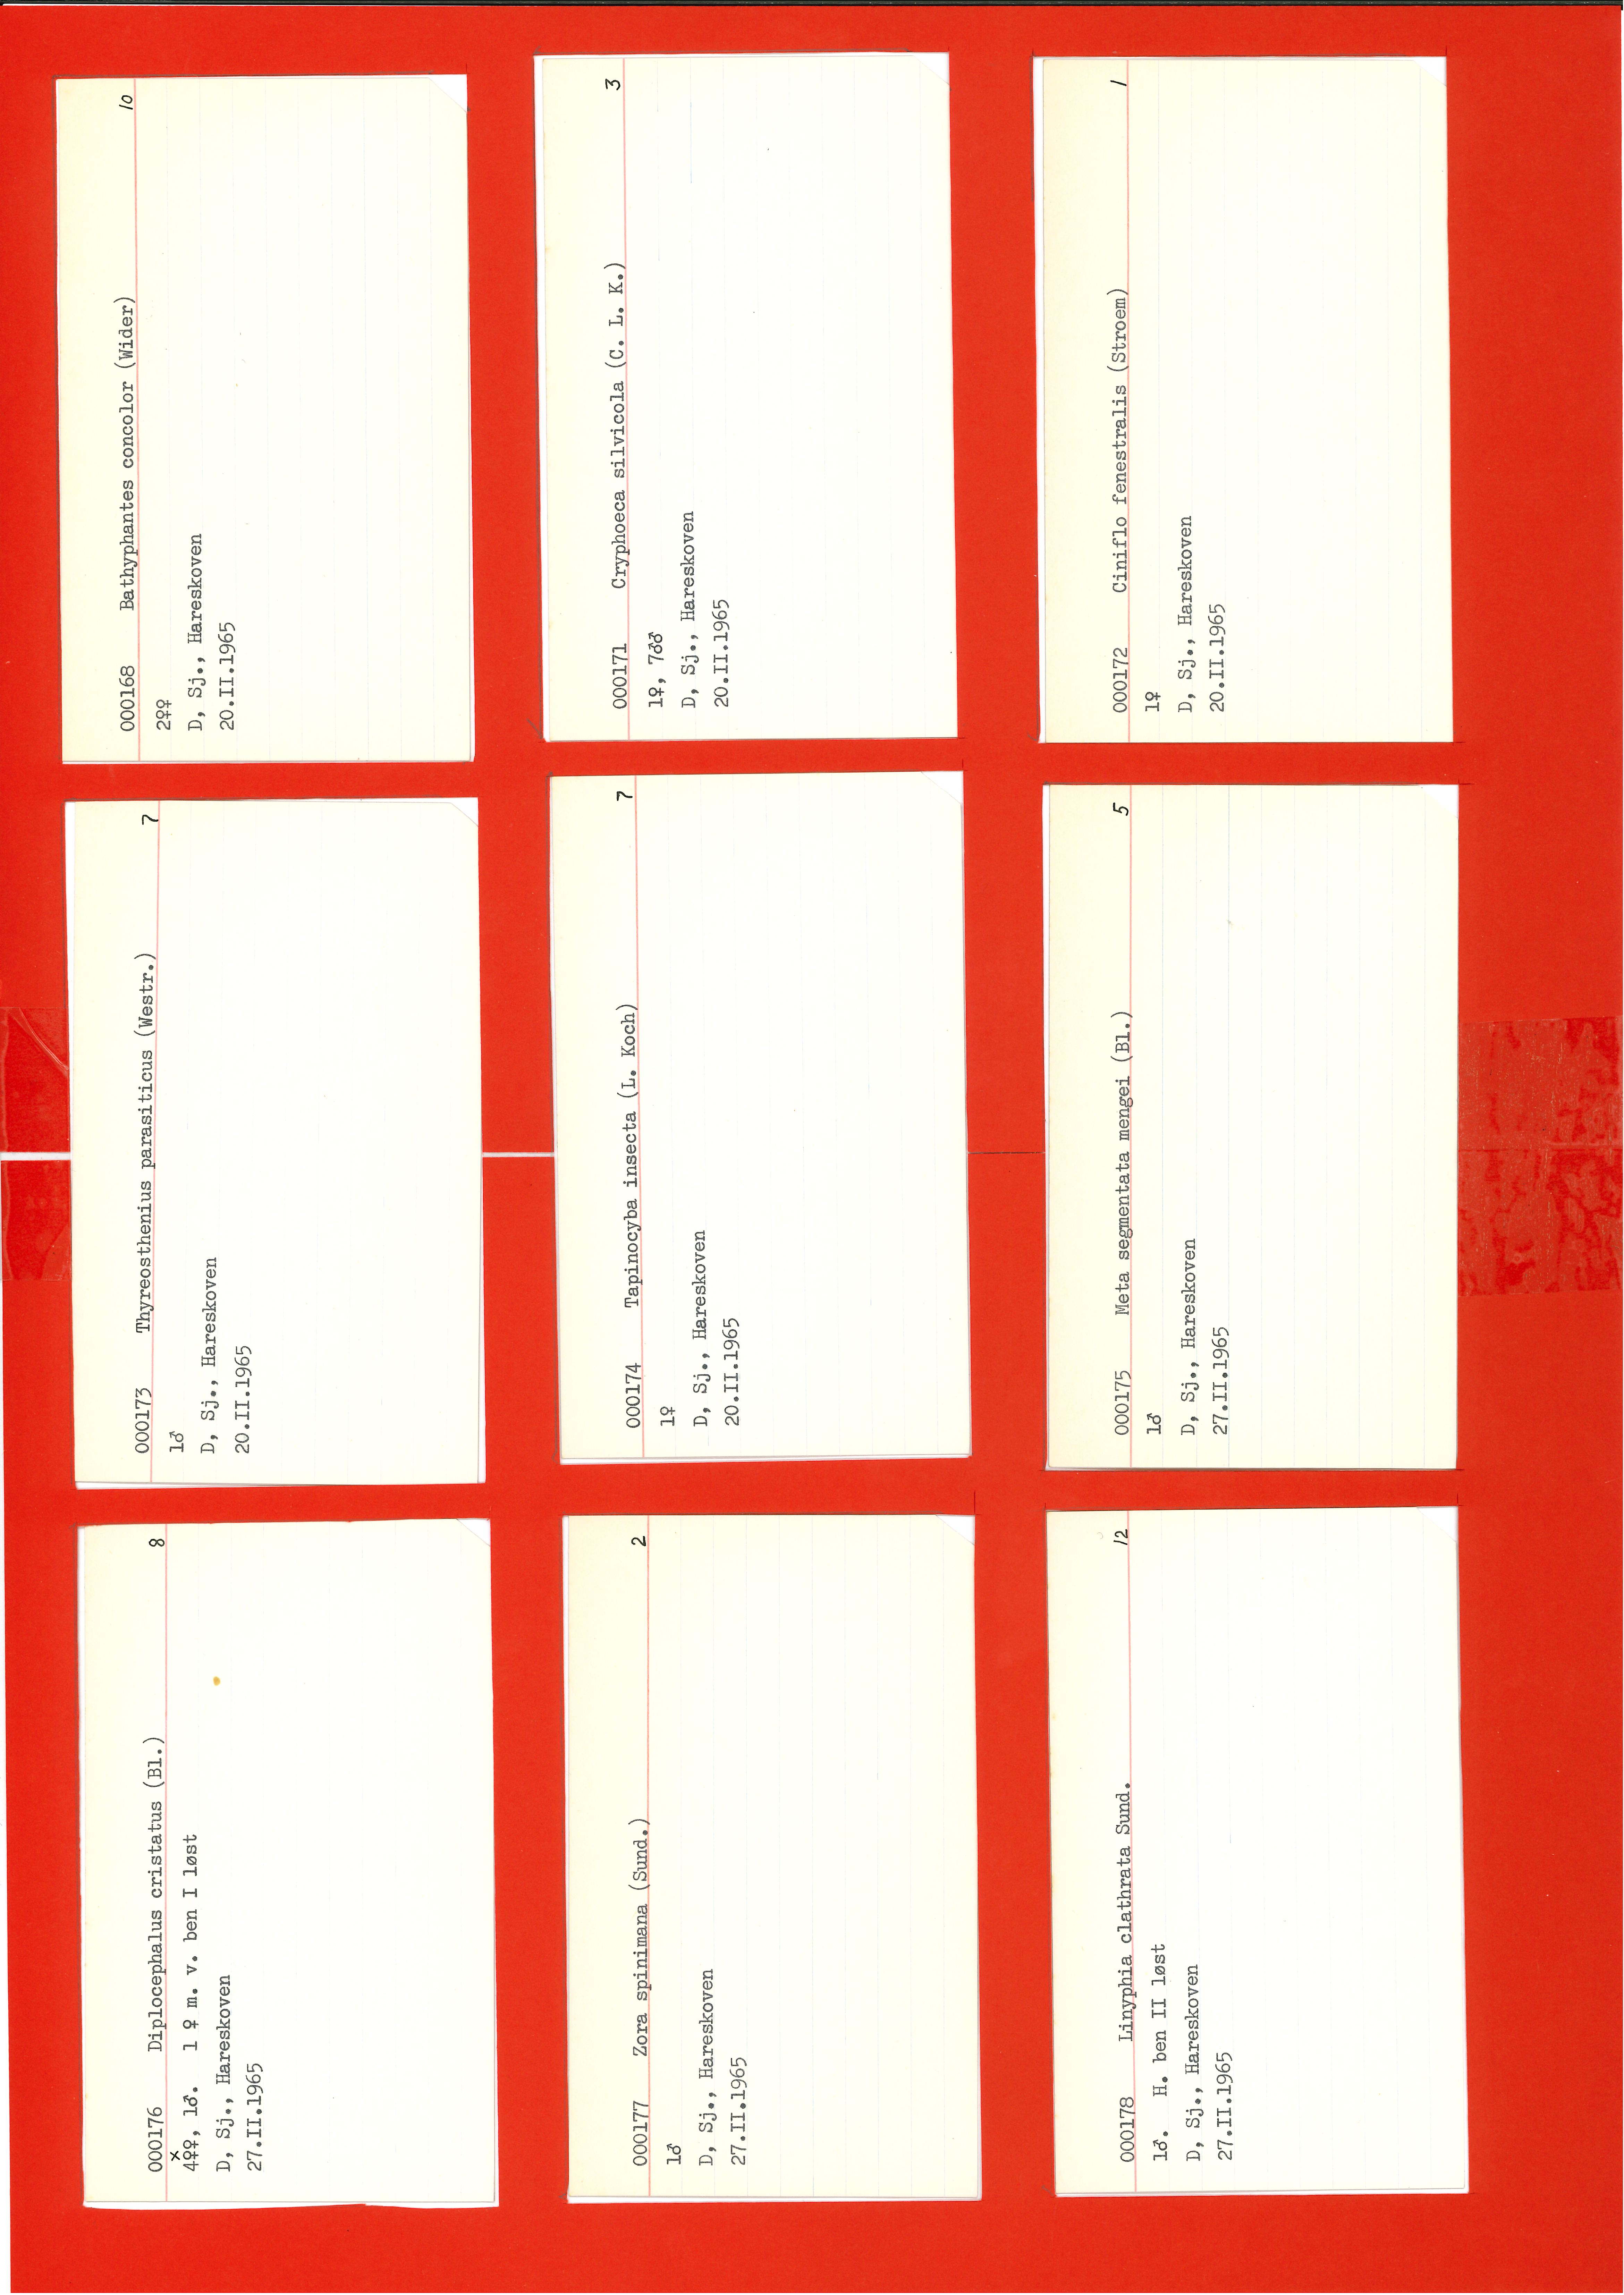 000176 Diplocephalus cristatus (Bl.) 8
x
4♀♀, 1♂. 1 ♀ m. v. ben I løst
D, Sj., Hareskoven
27.II.1965
000173 Thyreosthenius parasiticus (Westr.) 7
1♂
D, Sj., Hareskoven
20.II.1965
000168 Bathyphantes concolor (Wider) 10
2♀♀
D, Sj., Hareskoven
20.II.1965
000177 Zora spinimana (Sund.) 2
1♂
D, Sj., Hareskoven
27.II.1965
000174 Tapinocyba insecta (L. Koch) 7
1♀
D, Sj., Hareskoven
20.II.1965
000171 Cryphoeca silvicola (C. L. K.) 3
1♀, 7♂♂
D, Sj., Hareskoven
20.II.1965
000178 Linyphia clathrata Sund. 12
1♂. H. ben II løst
D, Sj., Hareskoven
27.II.1965
000175 Meta segmentata mengei (Bl.) 5
1♂
D, Sj., Hareskoven
27.II.1965
000172 Ciniflo fenestralis (Stroem) 1
1♀
D, Sj., Hareskoven
20.II.1965